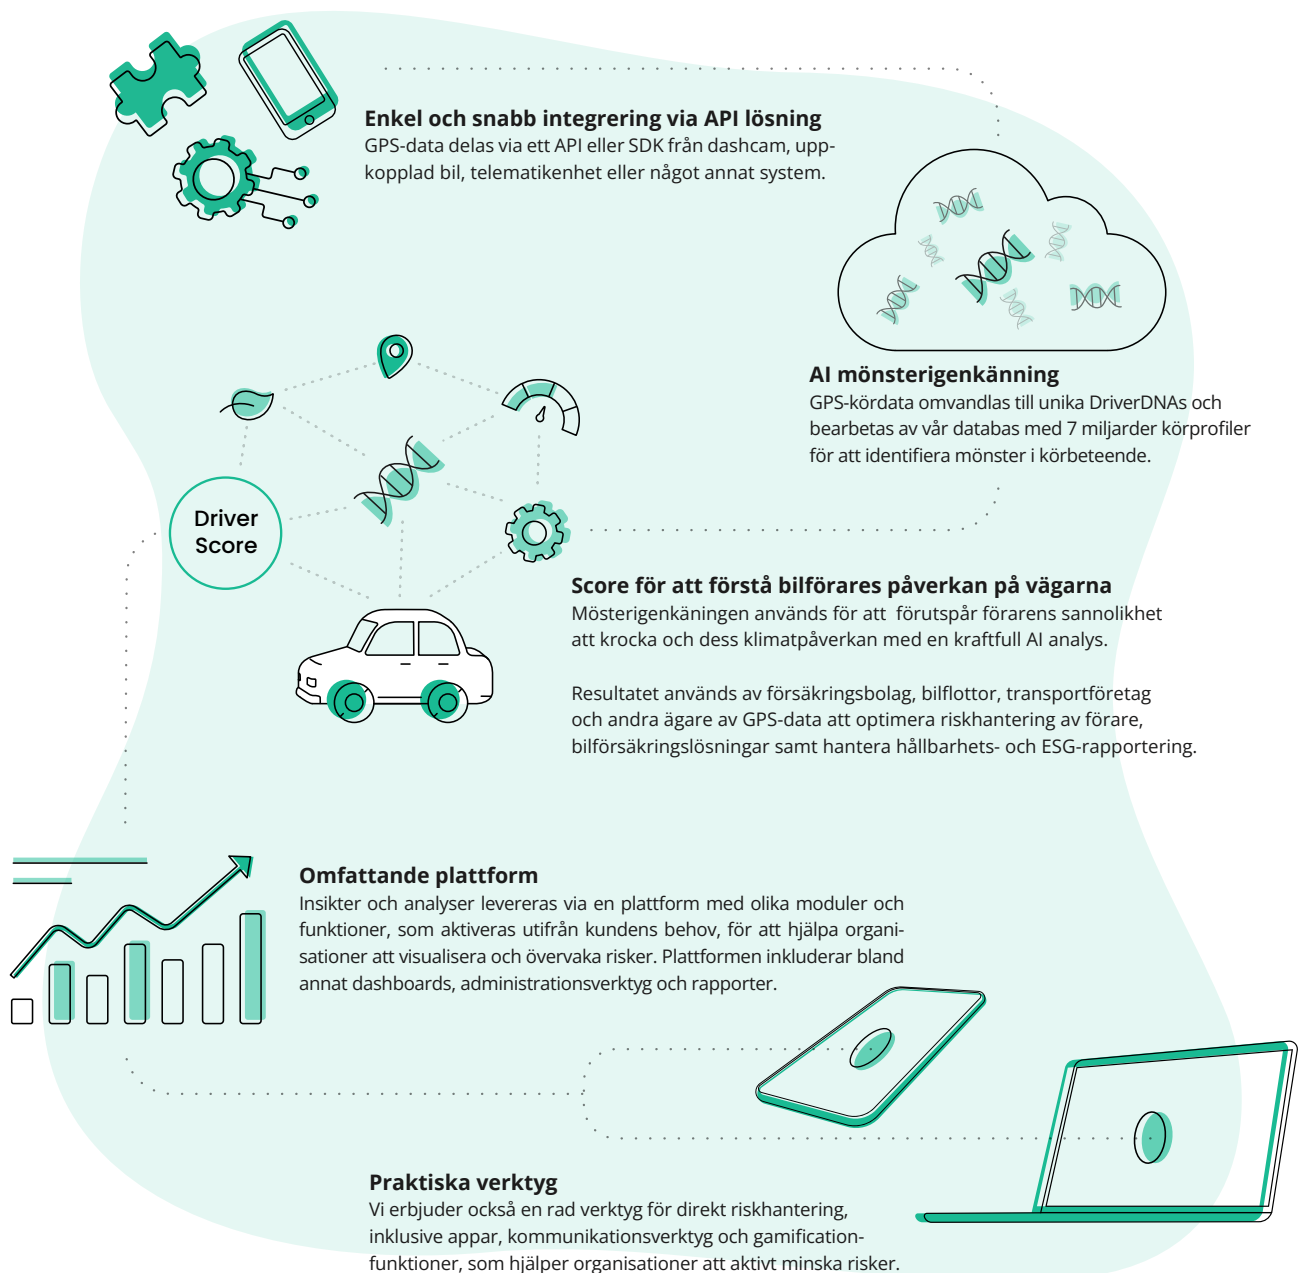 Enkel och snabb integrering via API lösning
GPS-data delas via ett API eller SDK från dashcam, upp-
kopplad bil, telematikenhet eller något annat system.
AI mönsterigenkänning
GPS-kördata omvandlas till unika DriverDNAs och
bearbetas av vår databas med 7 miljarder körprofiler
för att identifiera mönster i körbeteende.
Driver
Score
Score för att förstå bilförares påverkan på vägarna
Mösterigenkäningen används för att förutspår förarens sannolikhet
att krocka och dess klimatpåverkan med en kraftfull AI analys.
Resultatet används av försäkringsbolag, bilflottor, transportföretag
och andra ägare av GPS-data att optimera riskhantering av förare,
bilförsäkringslösningar samt hantera hållbarhets- och ESG-rapportering.
Omfattande plattform
Insikter och analyser levereras via en plattform med olika moduler och
funktioner, som aktiveras utifrån kundens behov, för att hjälpa organi-
sationer att visualisera och övervaka risker. Plattformen inkluderar bland
annat dashboards, administrationsverktyg och rapporter.
Praktiska verktyg
Vi erbjuder också en rad verktyg för direkt riskhantering,
inklusive appar, kommunikationsverktyg och gamification-
funktioner, som hjälper organisationer att aktivt minska risker.